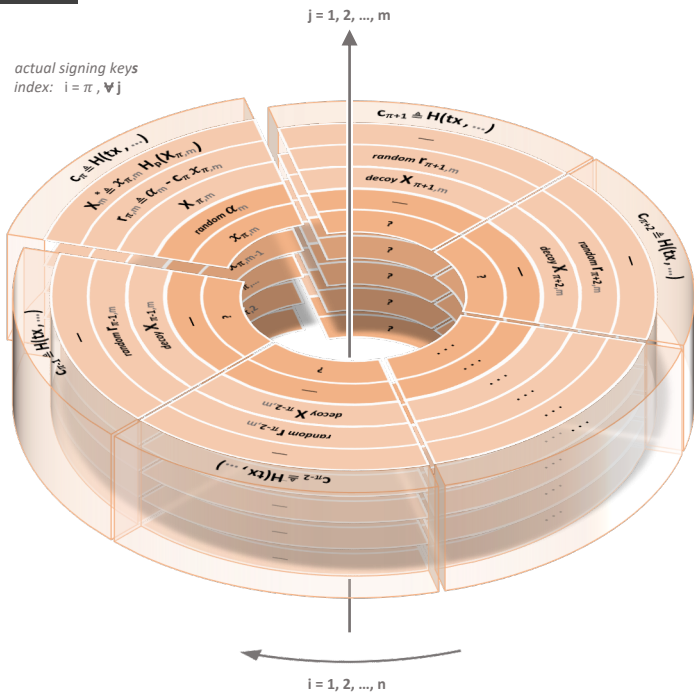 j = 1, 2, ..., m
actual signing keys
index: i = π , ∀ j
cπ ≜ H(tx , ...)
X*m ≜ xπ,m Hp(Xπ,m)
rπ,m ≜ αm - cπ xπ,m
Xπ,m
random αm
xπ,m
xπ,m-1
,2
cπ+1 ≜ H(tx , ...)
—
random rπ+1,m
decoy Xπ+1,m
—
?
?
?
?
?
cπ+2 ≜ H(tx, ...)
—
random rπ+2,m
decoy Xπ+2,m
—
?
...
...
...
...
...
...
...
cπ-2 ≜ H(tx, ...)
—
random rπ-2,m
decoy Xπ-2,m
—
?
—
—
—
—
cπ-1 ≜ H(tx, ...)
—
random rπ-1,m
decoy Xπ-1,m
—
?
i = 1, 2, ..., n